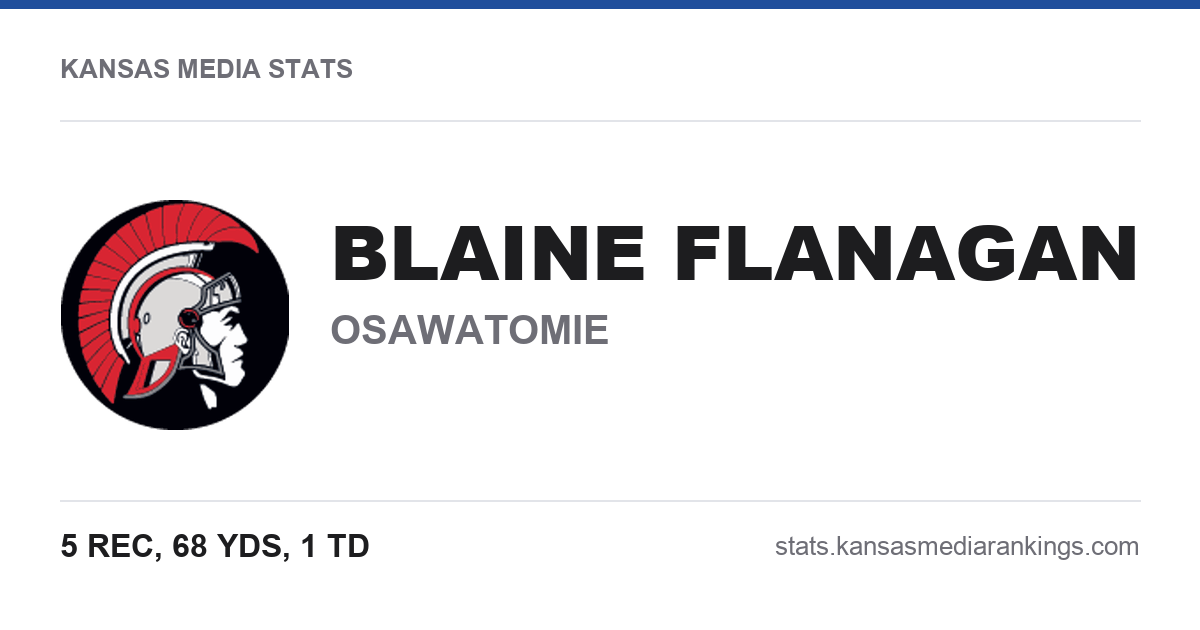 KANSAS MEDIA STATS
BLAINE FLANAGAN
OSAWATOMIE
5 REC, 68 YDS, 1 TD
stats.kansasmediarankings.com